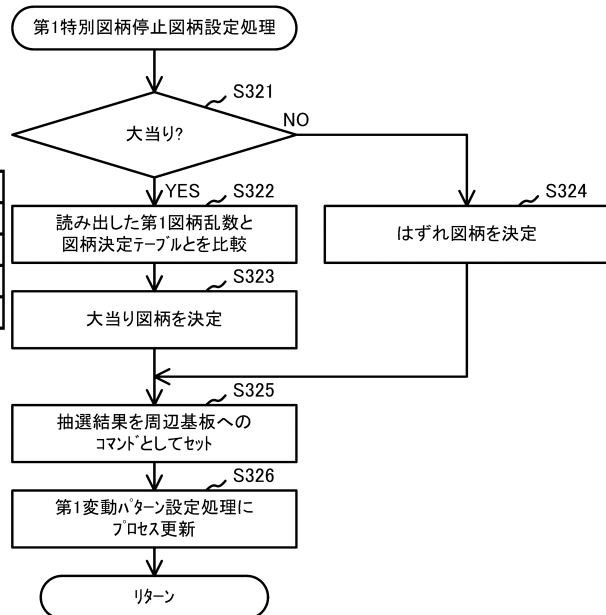 第1特別図柄停止図柄設定処理
S321
大当り?
NO
YES
S322
読み出した第1図柄乱数と
図柄決定テーブルとを比較
S324
はずれ図柄を決定
S323
大当り図柄を決定
S325
抽選結果を周辺基板への
コマンドとしてセット
S326
第1変動パターン設定処理に
プロセス更新
リターン